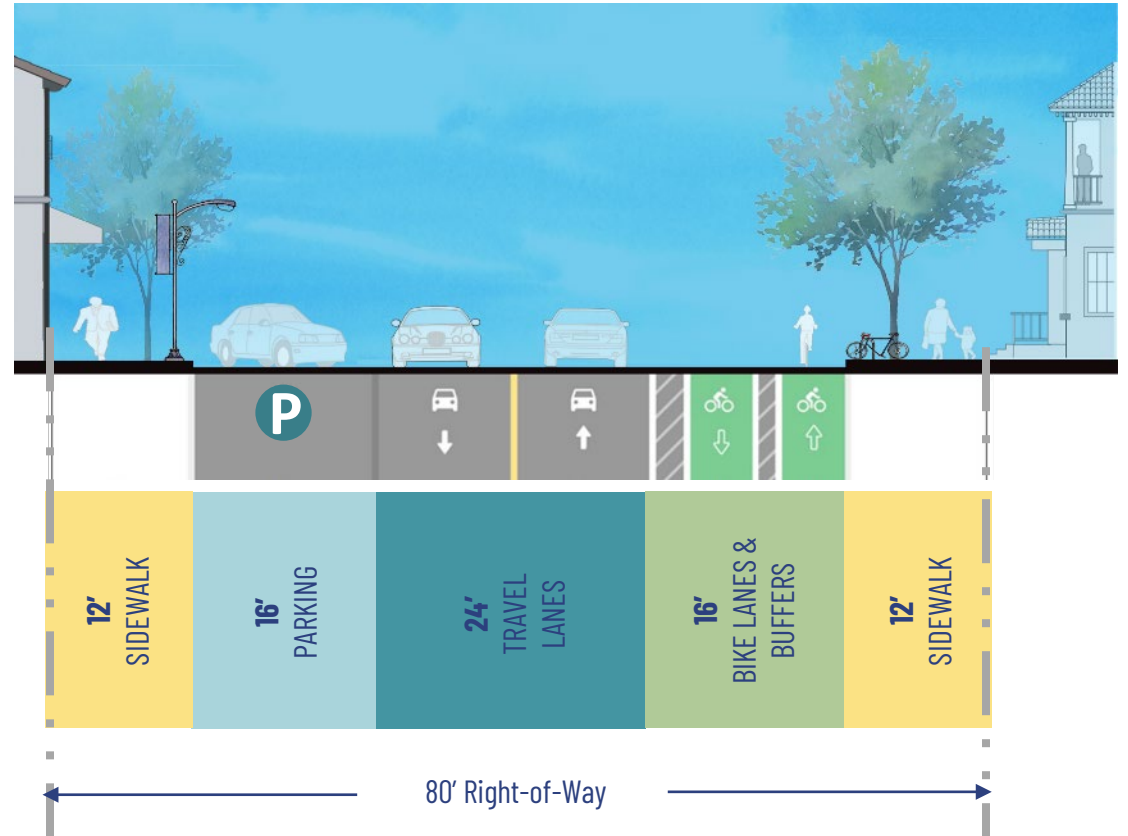 P
12'
SIDEWALK
16'
PARKING
24'
TRAVEL
LANES
16'
BIKE LANES &
BUFFERS
12'
SIDEWALK
80' Right-of-Way